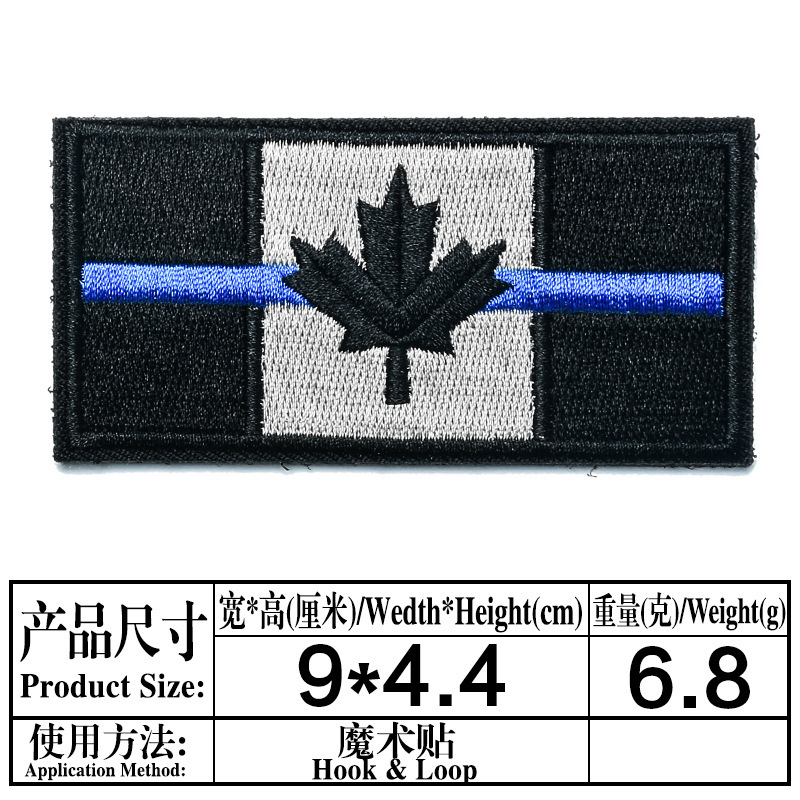 产品尺寸
Product Size:
宽*高(厘米)/Wedth*Height(cm)
9*4.4
重量(克)/Weight(g)
6.8
使用方法:
Application Method:
魔术贴
Hook & Loop